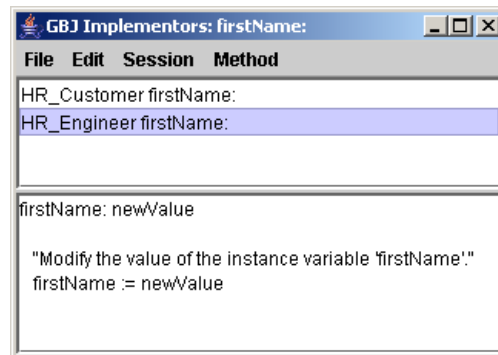 GBJ Implementors: firstName:
File Edit Session Method
HR_Customer firstName:
HR_Engineer firstName:
firstName: newValue
"Modify the value of the instance variable 'firstName'."
firstName := newValue